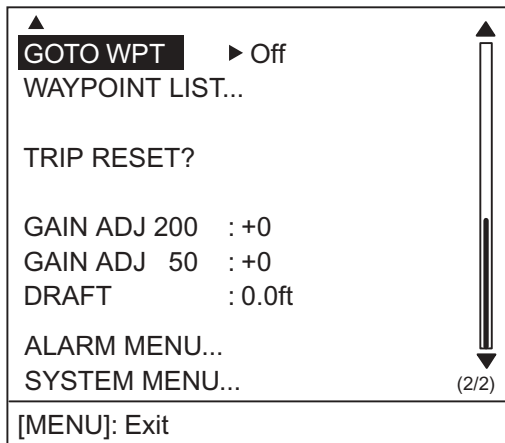 ▲
GOTO WPT ▶ Off
WAYPOINT LIST...
TRIP RESET?
GAIN ADJ 200 : +0
GAIN ADJ 50 : +0
DRAFT : 0.0ft
ALARM MENU...
SYSTEM MENU...
(2/2)
[MENU]: Exit